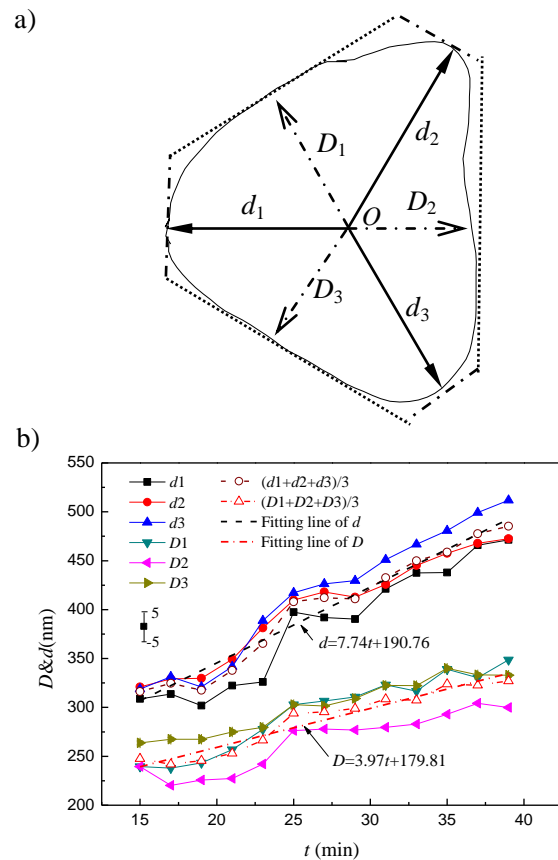 a)
d₂
D₁
d₁
O
D₂
D₃
d₃
b)
550
500
450
400
350
300
250
200
D&d(nm)
d1
d2
d3
D1
D2
D3
(d1+d2+d3)/3
(D1+D2+D3)/3
Fitting line of d
Fitting line of D
5
-5
d=7.74t+190.76
D=3.97t+179.81
15 20 25 30 35 40
t (min)